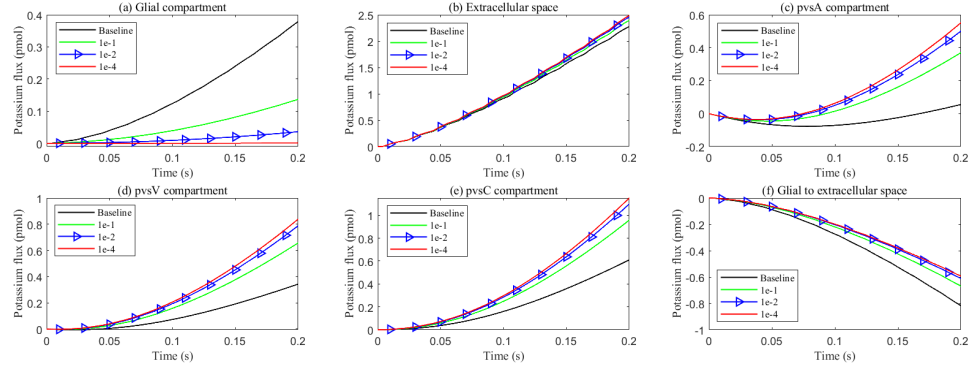 (a) Glial compartment
Potassium flux (pmol)
0.4
0.3
0.2
0.1
0
Baseline
1e-1
1e-2
1e-4
0 0.05 0.1 0.15 0.2
Time (s)
(b) Extracellular space
Potassium flux (pmol)
2.5
2
1.5
1
0.5
0
Baseline
1e-1
1e-2
1e-4
0 0.05 0.1 0.15 0.2
Time (s)
(c) pvsA compartment
Potassium flux (pmol)
0.6
0.4
0.2
0
-0.2
Baseline
1e-1
1e-2
1e-4
0 0.05 0.1 0.15 0.2
Time (s)
(d) pvsV compartment
Potassium flux (pmol)
1
0.8
0.6
0.4
0.2
0
Baseline
1e-1
1e-2
1e-4
0 0.05 0.1 0.15 0.2
Time (s)
(e) pvsC compartment
Potassium flux (pmol)
1
0.8
0.6
0.4
0.2
0
Baseline
1e-1
1e-2
1e-4
0 0.05 0.1 0.15 0.2
Time (s)
(f) Glial to extracellular space
Potassium flux (pmol)
0
-0.2
-0.4
-0.6
-0.8
-1
Baseline
1e-1
1e-2
1e-4
0 0.05 0.1 0.15 0.2
Time (s)